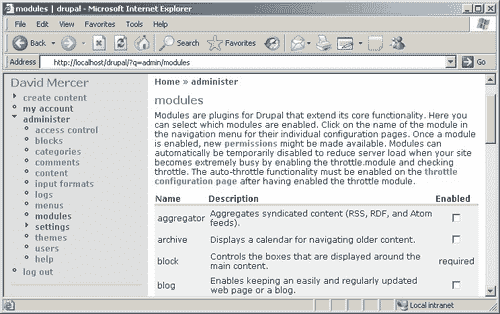 modules | drupal - Microsoft Internet Explorer
File Edit View Favorites Tools Help
Back Search Favorites
Address http://localhost/drupal/?q=admin/modules Go
David Mercer
create content
my account
administer
access control
blocks
categories
comments
content
input formats
logs
menus
modules
settings
themes
users
help
log out
Home » administer
modules
Modules are plugins for Drupal that extend its core functionality. Here you
can select which modules are enabled. Click on the name of the module in
the navigation menu for their individual configuration pages. Once a module
is enabled, new permissions might be made available. Modules can
automatically be temporarily disabled to reduce server load when your site
becomes extremely busy by enabling the throttle.module and checking
throttle. The auto-throttle functionality must be enabled on the throttle
configuration page after having enabled the throttle module.
Name Description Enabled
aggregator Aggregates syndicated content (RSS, RDF, and Atom
feeds).
archive Displays a calendar for navigating older content.
block Controls the boxes that are displayed around the
main content. required
blog Enables keeping an easily and regularly updated
web page or a blog.
Local intranet